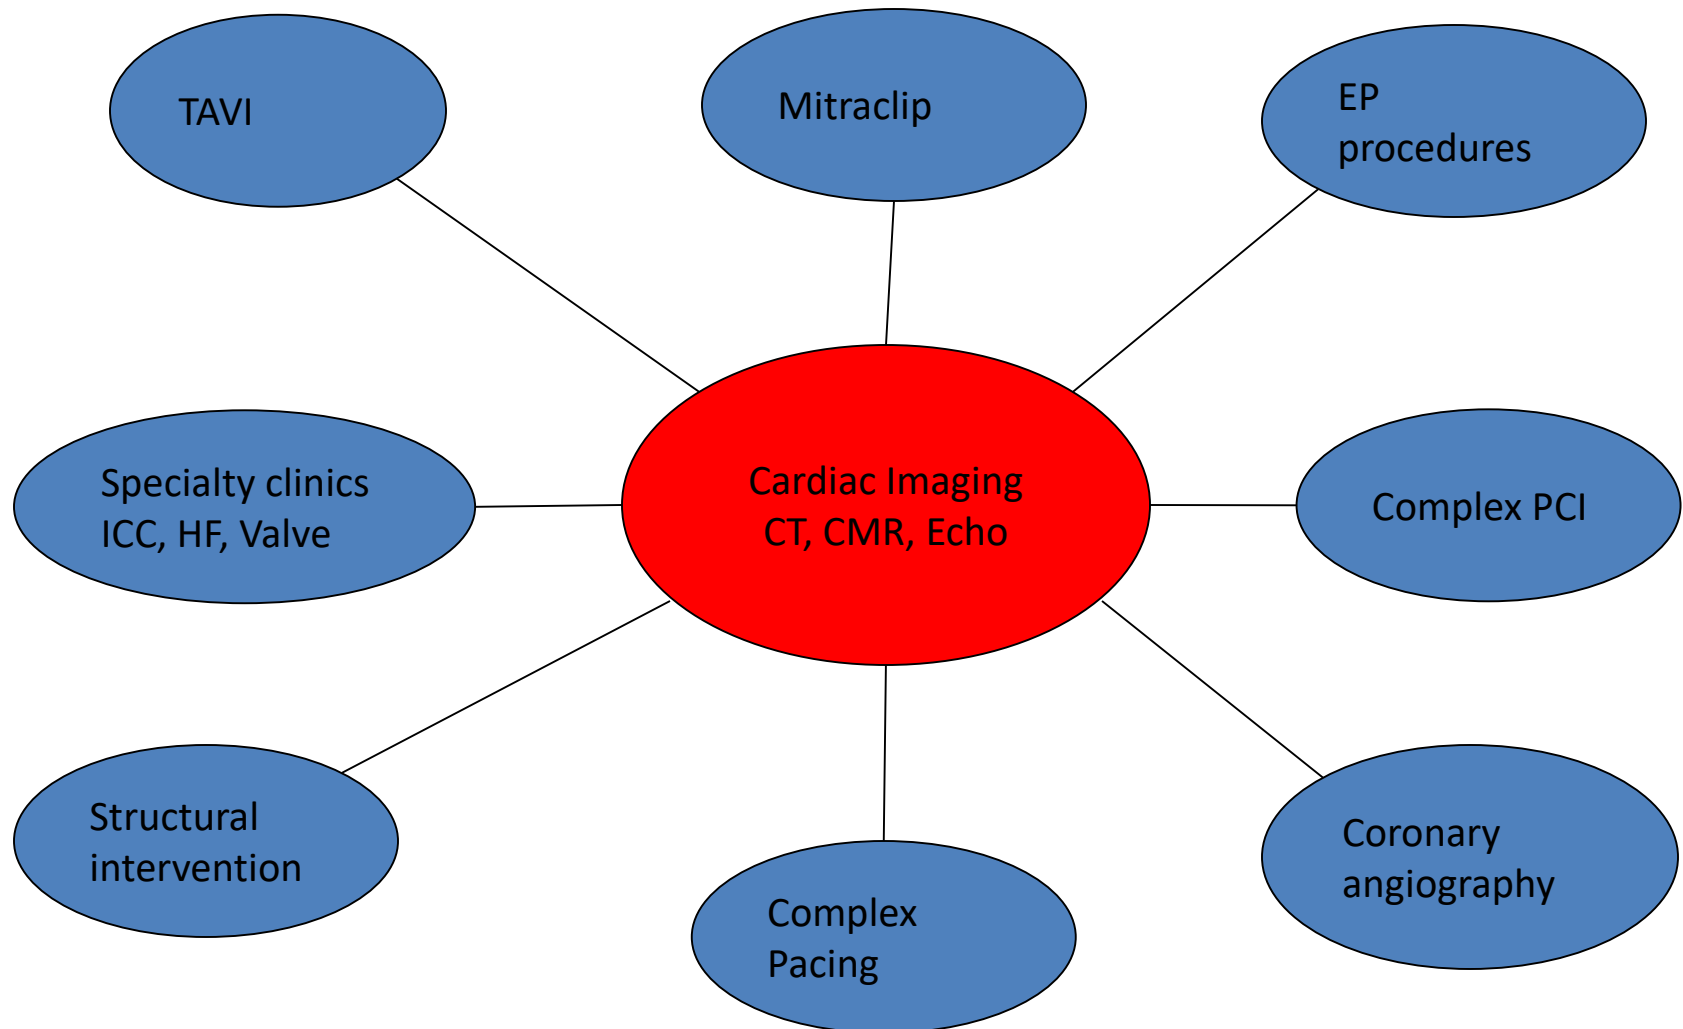 TAVI
Mitraclip
EP
procedures
Specialty clinics
ICC, HF, Valve
Cardiac Imaging
CT, CMR, Echo
Complex PCI
Structural
intervention
Complex
Pacing
Coronary
angiography